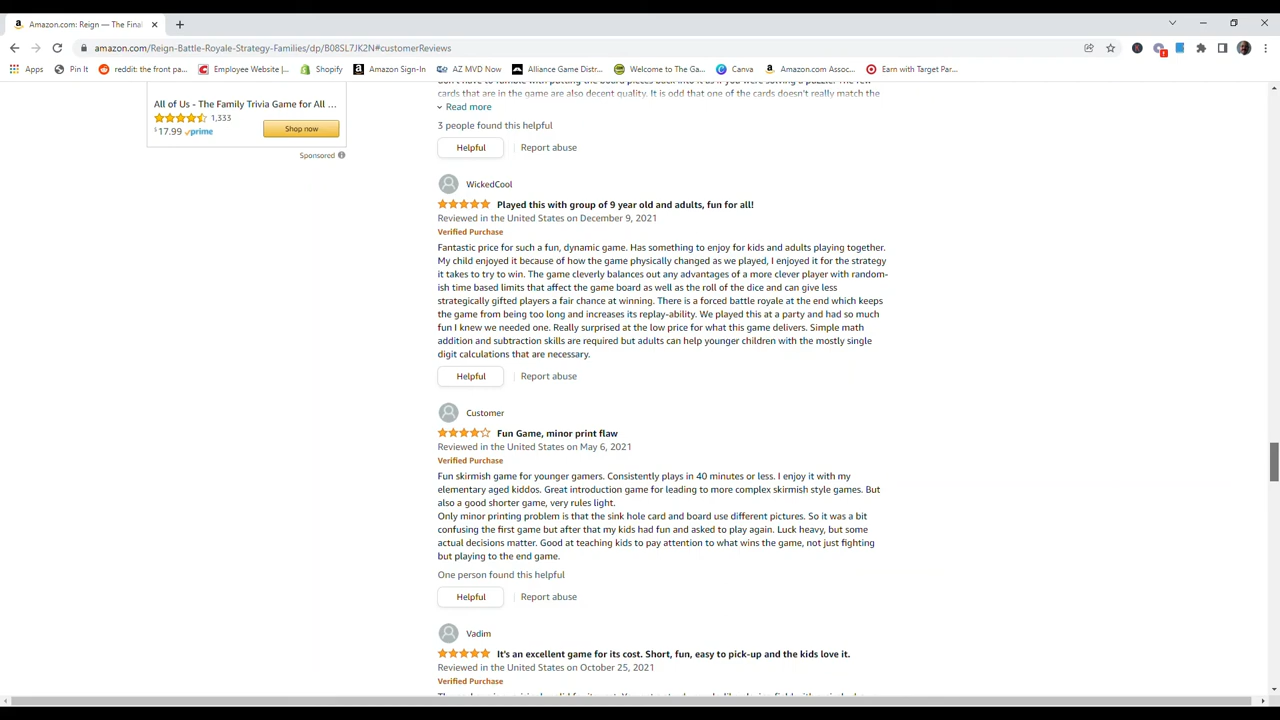 Amazon.com: Reign — The Final
amazon.com/Reign-Battle-Royale-Strategy-Families/dp/B08SL7JK2N#customerReviews
Apps Pin It reddit: the front pa... Employee Website |... Shopify Amazon Sign-In AZ MVD Now Alliance Game Distr... Welcome to The Ga... Canva Amazon.com Assoc... Earn with Target Par...
All of Us - The Family Trivia Game for All ...
1,333
$17.99 prime Shop now
Sponsored
cards that are in the game are also decent quality. It is odd that one of the cards doesn't really match the
Read more
3 people found this helpful
Helpful Report abuse
WickedCool
Played this with group of 9 year old and adults, fun for all!
Reviewed in the United States on December 9, 2021
Verified Purchase
Fantastic price for such a fun, dynamic game. Has something to enjoy for kids and adults playing together.
My child enjoyed it because of how the game physically changed as we played, I enjoyed it for the strategy
it takes to try to win. The game cleverly balances out any advantages of a more clever player with random-
ish time based limits that affect the game board as well as the roll of the dice and can give less
strategically gifted players a fair chance at winning. There is a forced battle royale at the end which keeps
the game from being too long and increases its replay-ability. We played this at a party and had so much
fun I knew we needed one. Really surprised at the low price for what this game delivers. Simple math
addition and subtraction skills are required but adults can help younger children with the mostly single
digit calculations that are necessary.
Helpful Report abuse
Customer
Fun Game, minor print flaw
Reviewed in the United States on May 6, 2021
Verified Purchase
Fun skirmish game for younger gamers. Consistently plays in 40 minutes or less. I enjoy it with my
elementary aged kiddos. Great introduction game for leading to more complex skirmish style games. But
also a good shorter game, very rules light.
Only minor printing problem is that the sink hole card and board use different pictures. So it was a bit
confusing the first game but after that my kids had fun and asked to play again. Luck heavy, but some
actual decisions matter. Good at teaching kids to pay attention to what wins the game, not just fighting
but playing to the end game.
One person found this helpful
Helpful Report abuse
Vadim
It's an excellent game for its cost. Short, fun, easy to pick-up and the kids love it.
Reviewed in the United States on October 25, 2021
Verified Purchase